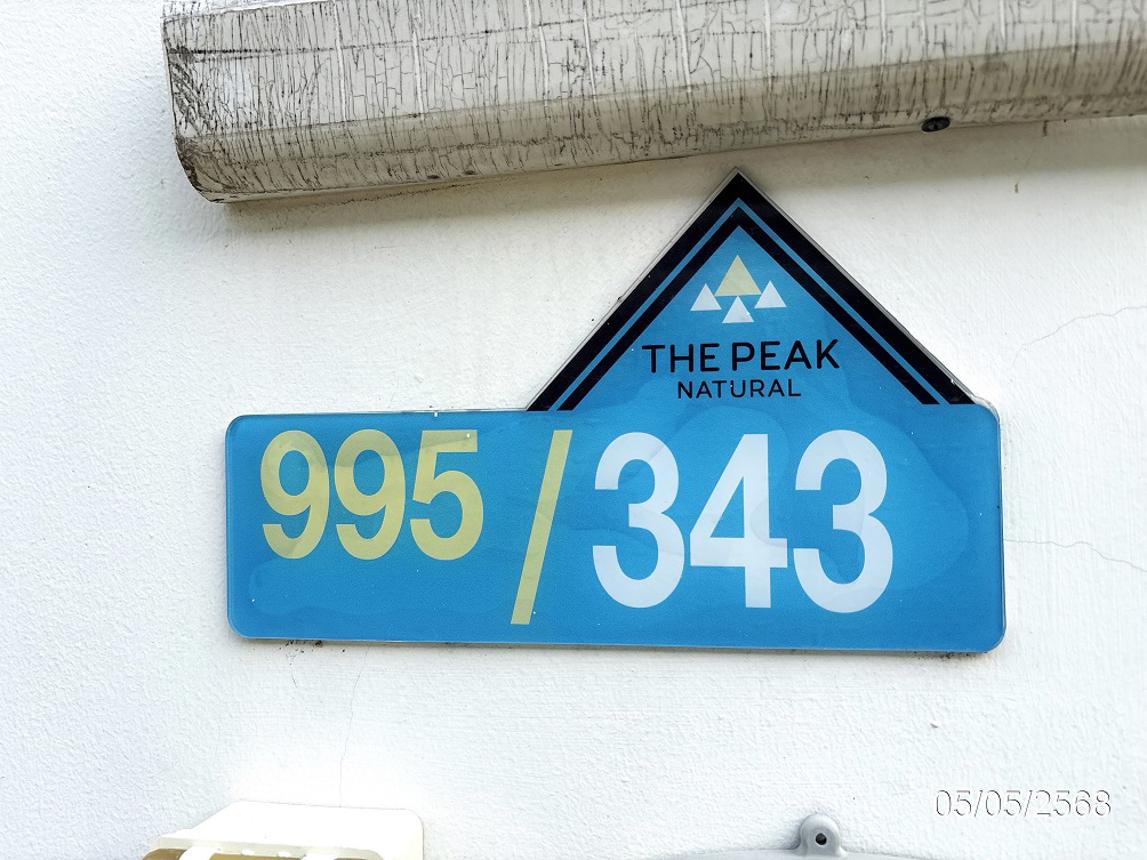 THE PEAK
NATURAL
995/343
05/05/2568